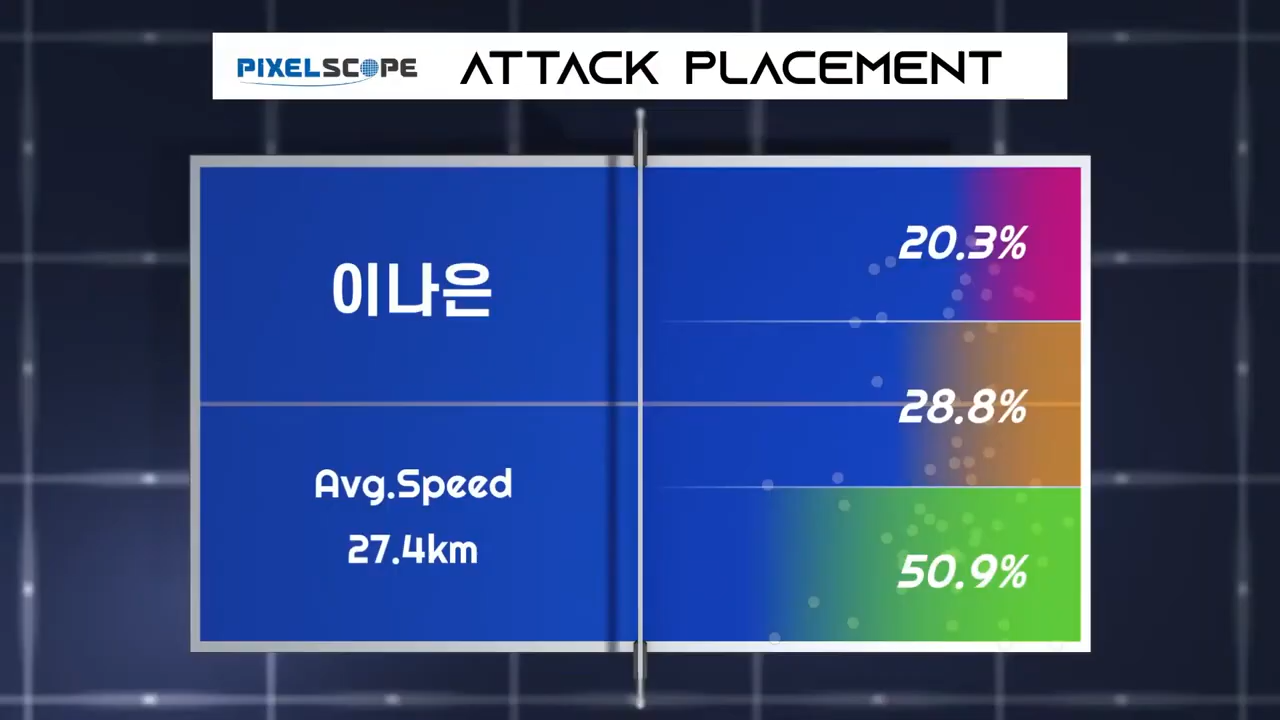 PIXELSCOPE ATTACK PLACEMENT
이나은
Avg.Speed
27.4km
20.3%
28.8%
50.9%